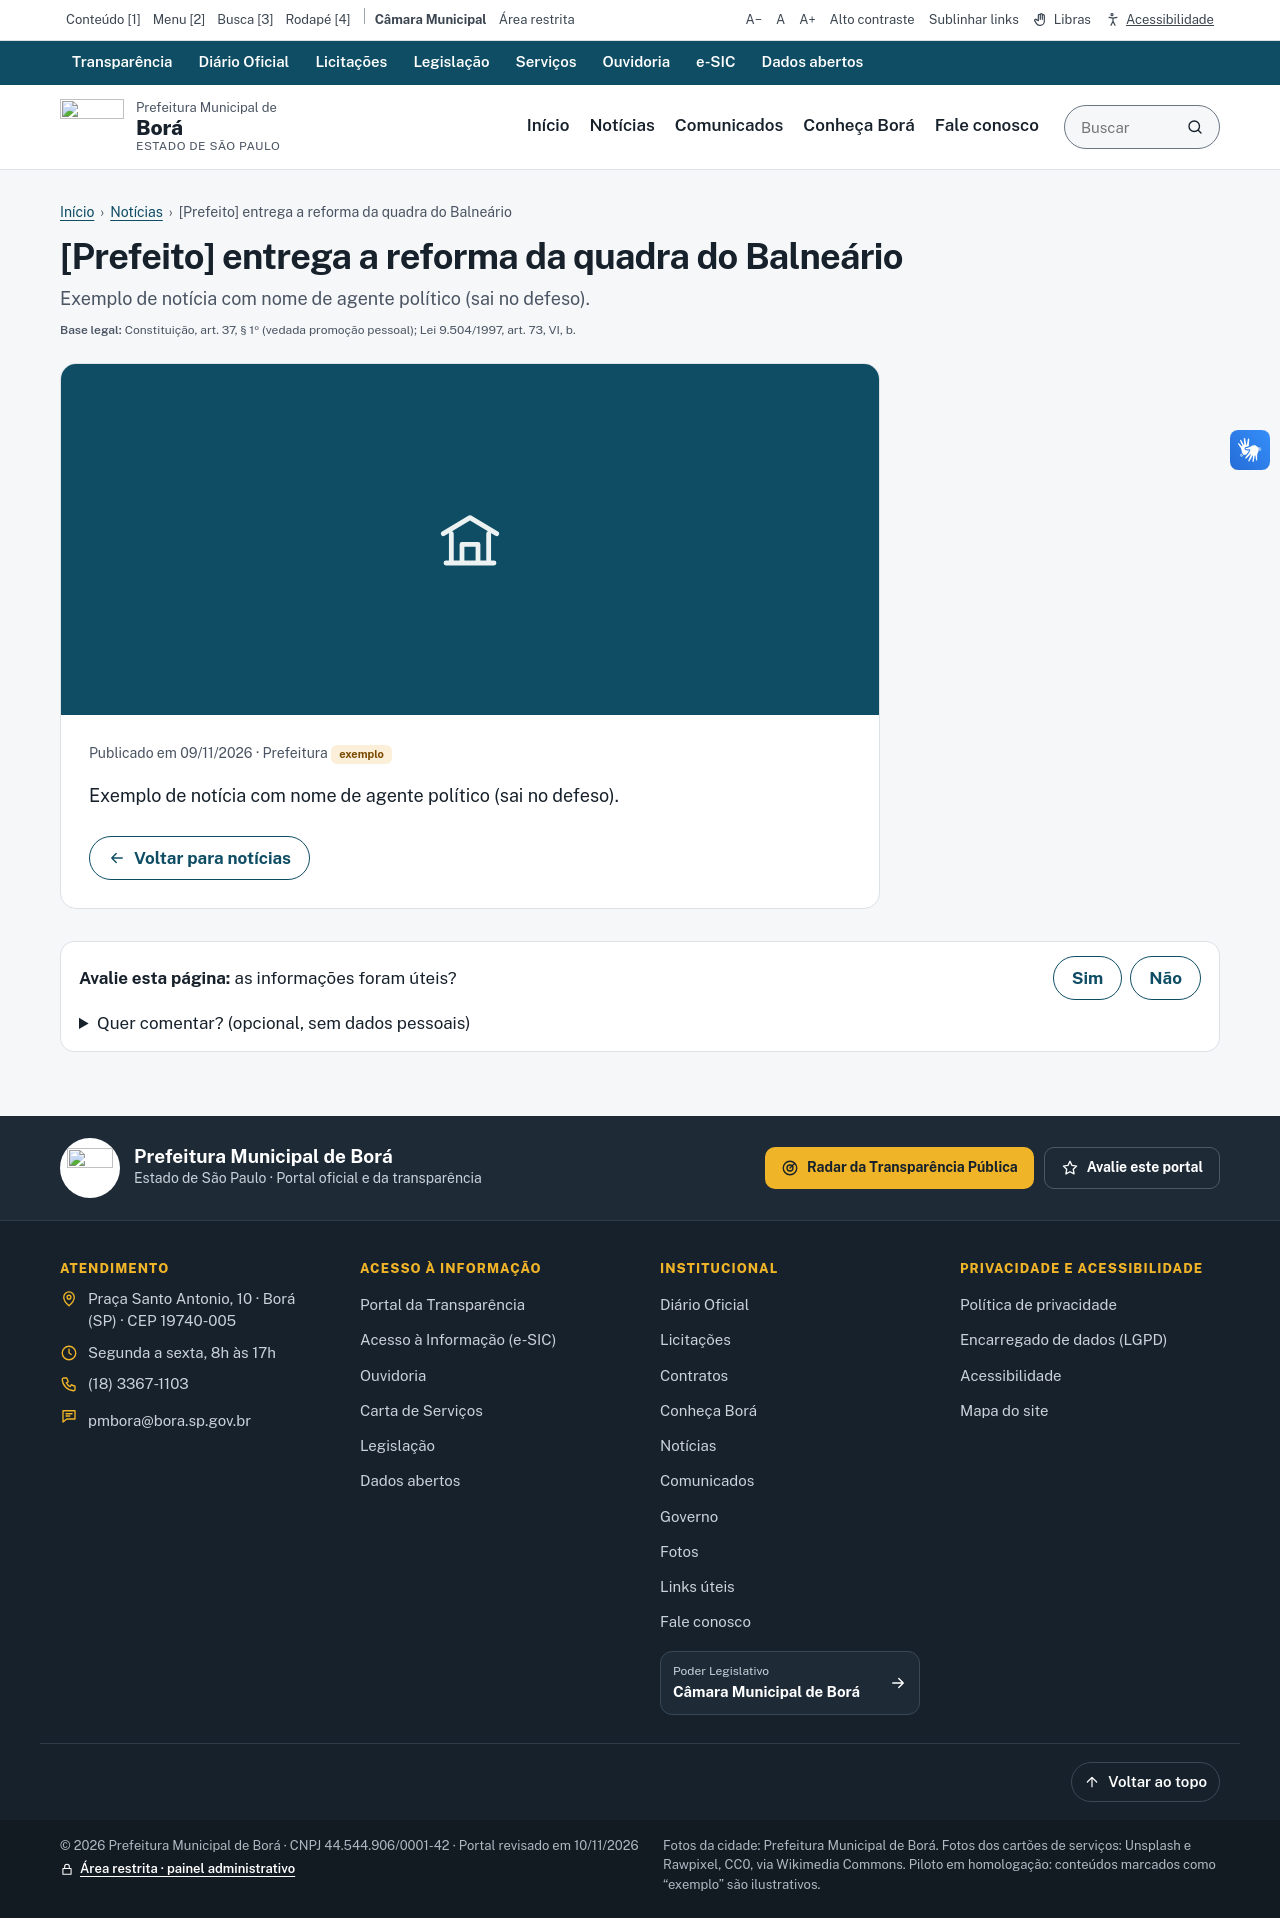 Conteúdo [1] Menu [2] Busca [3] Rodapé [4] Câmara Municipal Área restrita A− A A+ Alto contraste Sublinhar links Libras Acessibilidade
Transparência Diário Oficial Licitações Legislação Serviços Ouvidoria e-SIC Dados abertos
Prefeitura Municipal de
Borá
ESTADO DE SÃO PAULO
Início Notícias Comunicados Conheça Borá Fale conosco Buscar
Início › Notícias › [Prefeito] entrega a reforma da quadra do Balneário
[Prefeito] entrega a reforma da quadra do Balneário
Exemplo de notícia com nome de agente político (sai no defeso).
Base legal: Constituição, art. 37, § 1º (vedada promoção pessoal); Lei 9.504/1997, art. 73, VI, b.
Publicado em 09/11/2026 · Prefeitura exemplo
Exemplo de notícia com nome de agente político (sai no defeso).
Voltar para notícias
Avalie esta página: as informações foram úteis? Sim Não
Quer comentar? (opcional, sem dados pessoais)
Prefeitura Municipal de Borá
Estado de São Paulo · Portal oficial e da transparência
Radar da Transparência Pública Avalie este portal
ATENDIMENTO
Praça Santo Antonio, 10 · Borá
(SP) · CEP 19740-005
Segunda a sexta, 8h às 17h
(18) 3367-1103
pmbora@bora.sp.gov.br
ACESSO À INFORMAÇÃO
Portal da Transparência
Acesso à Informação (e-SIC)
Ouvidoria
Carta de Serviços
Legislação
Dados abertos
INSTITUCIONAL
Diário Oficial
Licitações
Contratos
Conheça Borá
Notícias
Comunicados
Governo
Fotos
Links úteis
Fale conosco
Poder Legislativo
Câmara Municipal de Borá
PRIVACIDADE E ACESSIBILIDADE
Política de privacidade
Encarregado de dados (LGPD)
Acessibilidade
Mapa do site
Voltar ao topo
© 2026 Prefeitura Municipal de Borá · CNPJ 44.544.906/0001-42 · Portal revisado em 10/11/2026
Área restrita · painel administrativo
Fotos da cidade: Prefeitura Municipal de Borá. Fotos dos cartões de serviços: Unsplash e
Rawpixel, CC0, via Wikimedia Commons. Piloto em homologação: conteúdos marcados como
“exemplo” são ilustrativos.